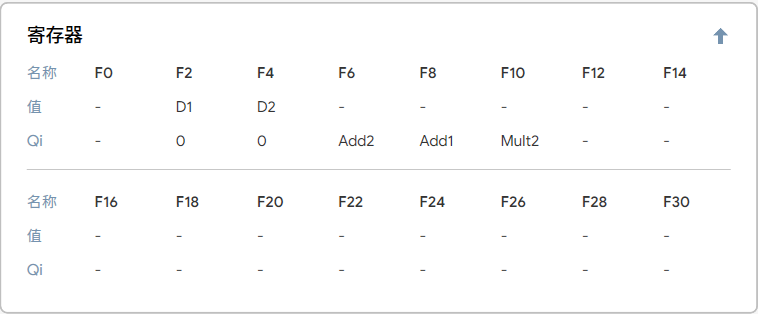 寄存器
名称 F0 F2 F4 F6 F8 F10 F12 F14
值 - D1 D2 - - - - -
Qi - 0 0 Add2 Add1 Mult2 - -
名称 F16 F18 F20 F22 F24 F26 F28 F30
值 - - - - - - - -
Qi - - - - - - - -